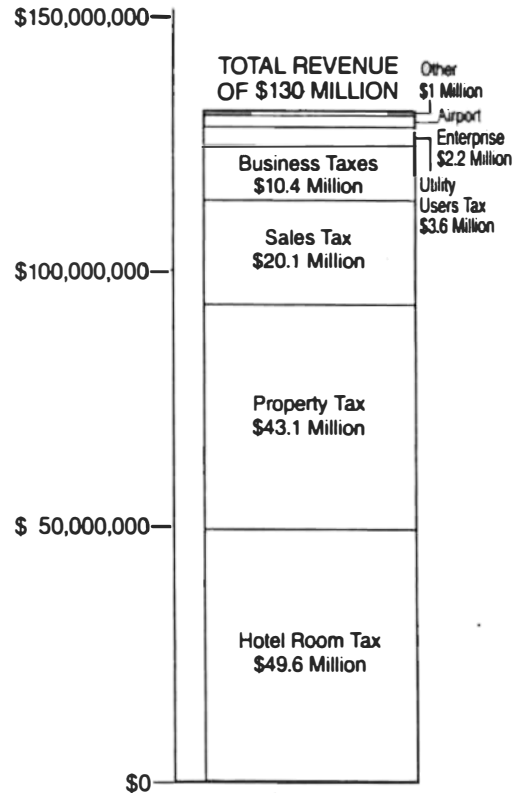 $150,000,000
TOTAL REVENUE
OF $130 MILLION
Other
$1 Million
Airport
Enterprise
$2.2 Million
Utility
Users Tax
$3.6 Million
Business Taxes
$10.4 Million
Sales Tax
$20.1 Million
$100,000,000
Property Tax
$43.1 Million
$ 50,000,000
Hotel Room Tax
$49.6 Million
$0